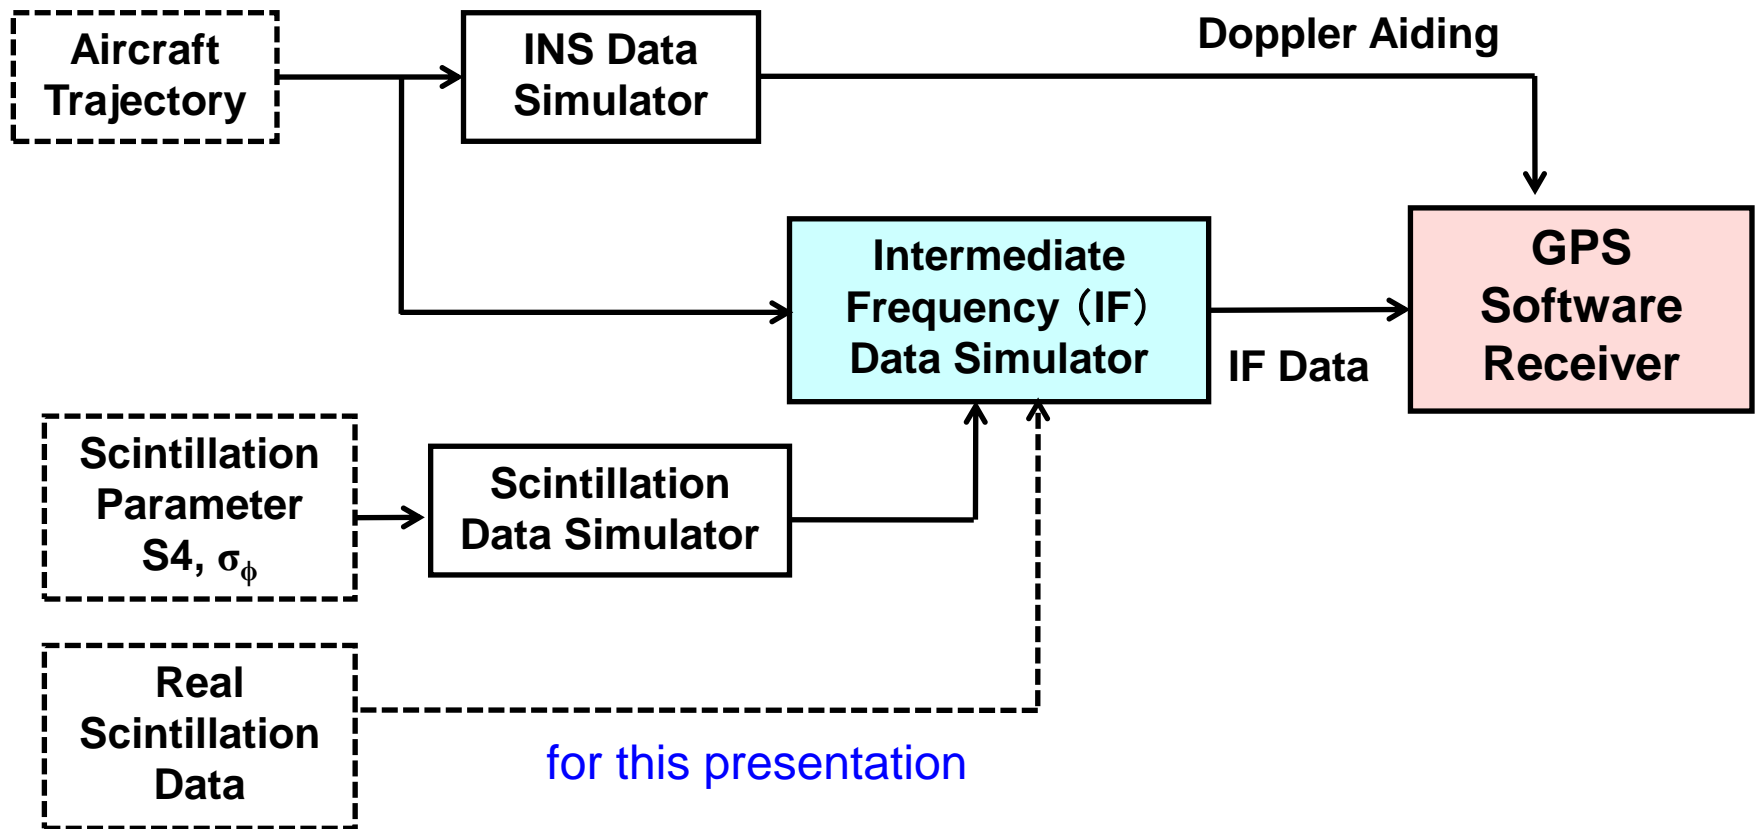 Aircraft
Trajectory
INS Data
Simulator
Doppler Aiding
Intermediate
Frequency（IF）
Data Simulator
IF Data
GPS
Software
Receiver
Scintillation
Parameter
S4, σϕ
Scintillation
Data Simulator
Real
Scintillation
Data
for this presentation